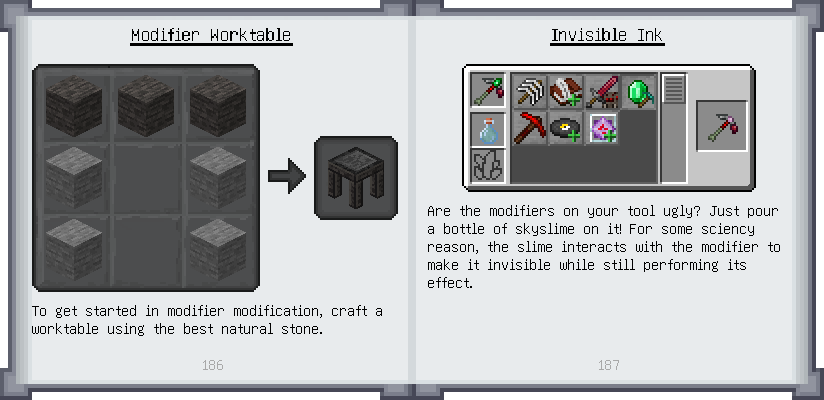 Modifier Worktable
To get started in modifier modification, craft a
worktable using the best natural stone.
186
Invisible Ink
Are the modifiers on your tool ugly? Just pour
a bottle of skyslime on it! For some sciency
reason, the slime interacts with the modifier to
make it invisible while still performing its
effect.
187